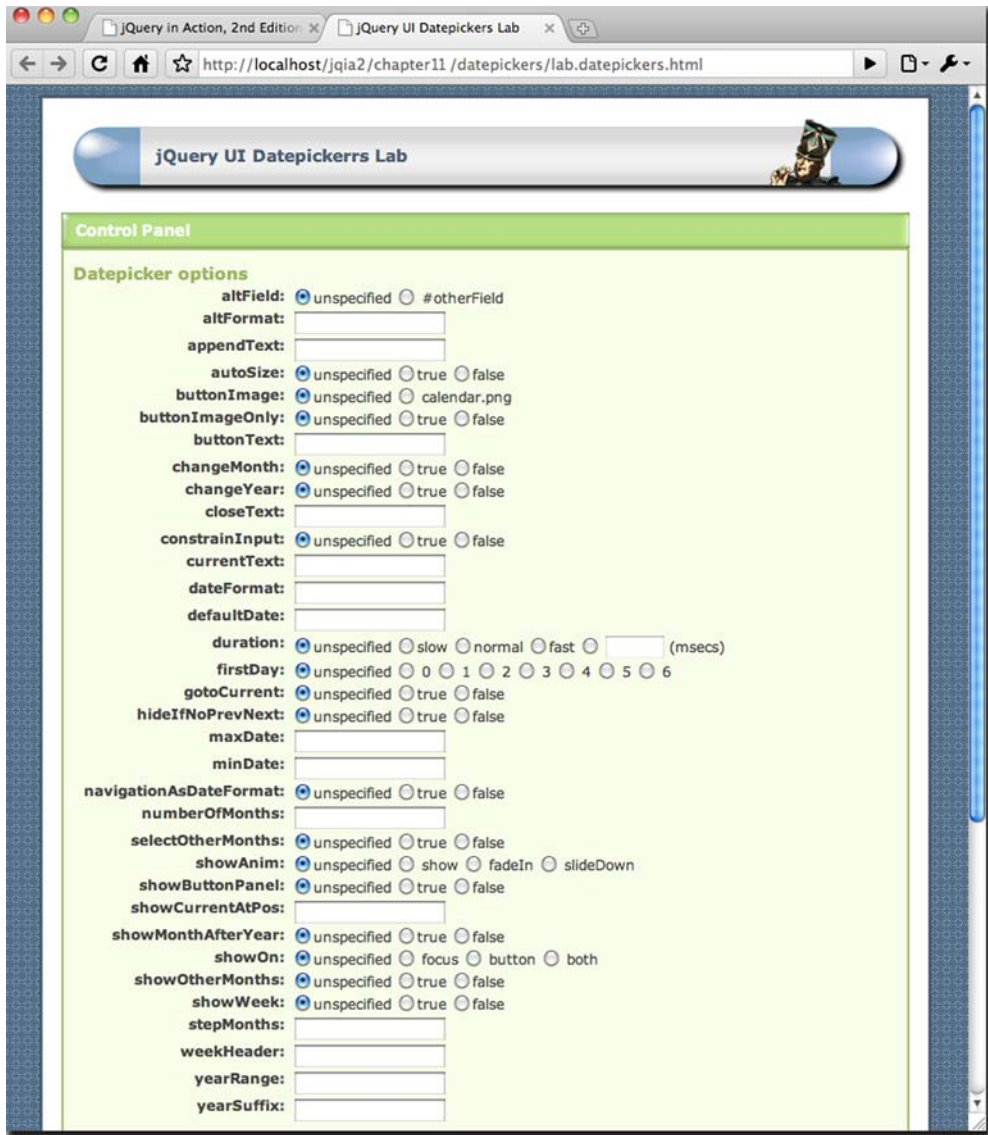 jQuery in Action, 2nd Edition
jQuery UI Datepickers Lab
http://localhost/jqia2/chapter11 /datepickers/lab.datepickers.html
jQuery UI Datepickerrs Lab
Control Panel
Datepicker options
altField: unspecified #otherField
altFormat:
appendText:
autoSize: unspecified true false
buttonImage: unspecified calendar.png
buttonImageOnly: unspecified true false
buttonText:
changeMonth: unspecified true false
changeYear: unspecified true false
closeText:
constrainInput: unspecified true false
currentText:
dateFormat:
defaultDate:
duration: unspecified slow normal fast (msecs)
firstDay: unspecified 0 1 2 3 4 5 6
gotoCurrent: unspecified true false
hideIfNoPrevNext: unspecified true false
maxDate:
minDate:
navigationAsDateFormat: unspecified true false
numberOfMonths:
selectOtherMonths: unspecified true false
showAnim: unspecified show fadeIn slideDown
showButtonPanel: unspecified true false
showCurrentAtPos:
showMonthAfterYear: unspecified true false
showOn: unspecified focus button both
showOtherMonths: unspecified true false
showWeek: unspecified true false
stepMonths:
weekHeader:
yearRange:
yearSuffix: